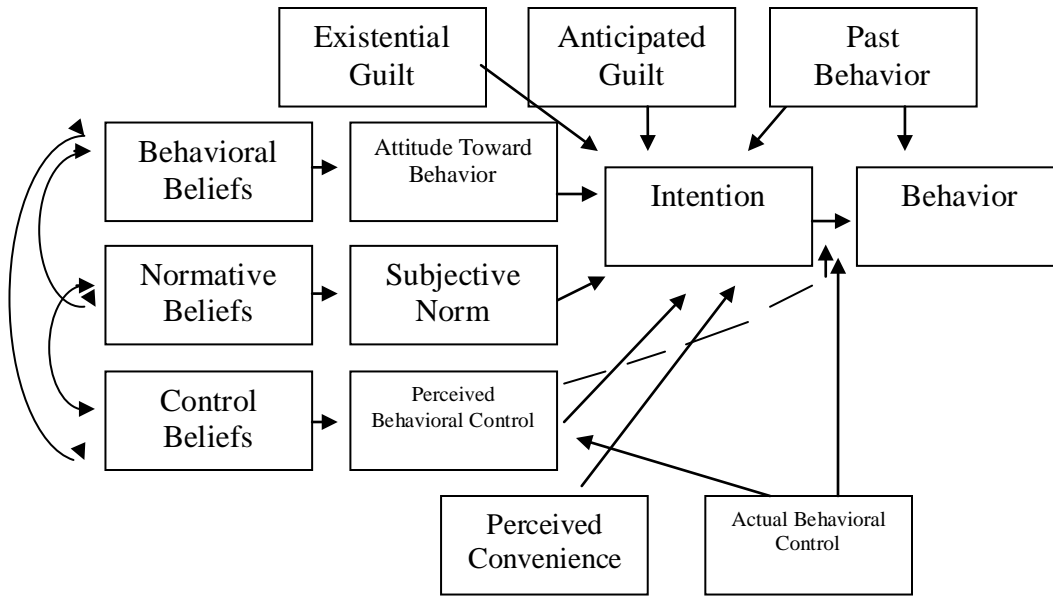 Existential
Guilt
Anticipated
Guilt
Past
Behavior
Behavioral
Beliefs
Attitude Toward
Behavior
Intention
Behavior
Normative
Beliefs
Subjective
Norm
Control
Beliefs
Perceived
Behavioral Control
Perceived
Convenience
Actual Behavioral
Control